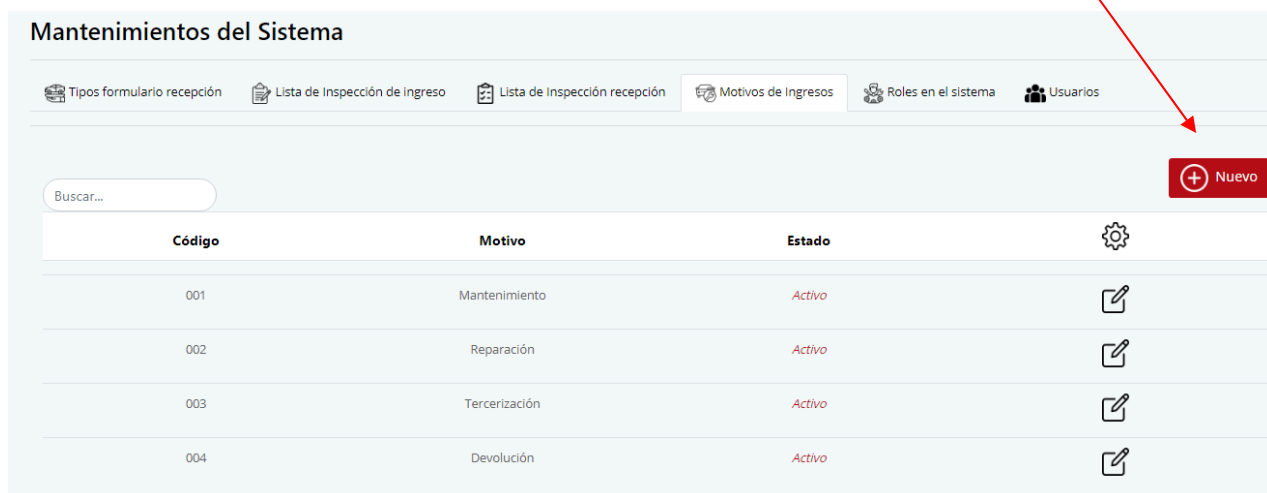 Mantenimientos del Sistema
Tipos formulario recepción Lista de Inspección de ingreso Lista de Inspección recepción Motivos de Ingresos Roles en el sistema Usuarios
Nuevo
Buscar...
Código Motivo Estado
001 Mantenimiento Activo
002 Reparación Activo
003 Tercerización Activo
004 Devolución Activo